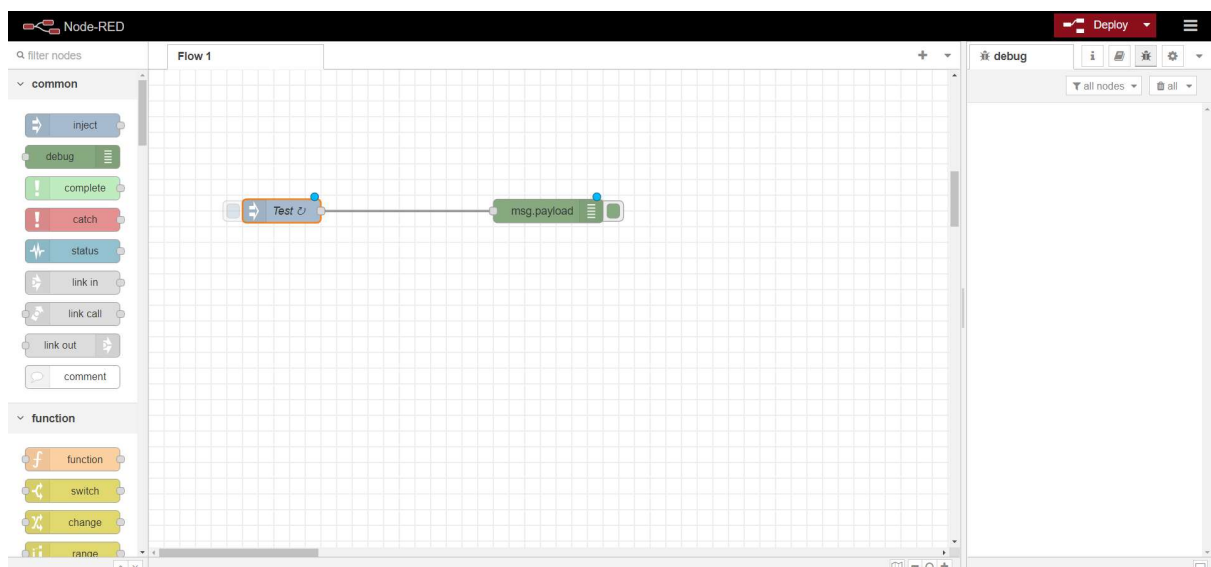 Node-RED
Deploy
filter nodes
Flow 1
debug
i
all nodes
all
common
inject
debug
complete
catch
status
link in
link call
link out
comment
function
function
switch
change
range
Test ↻
msg.payload